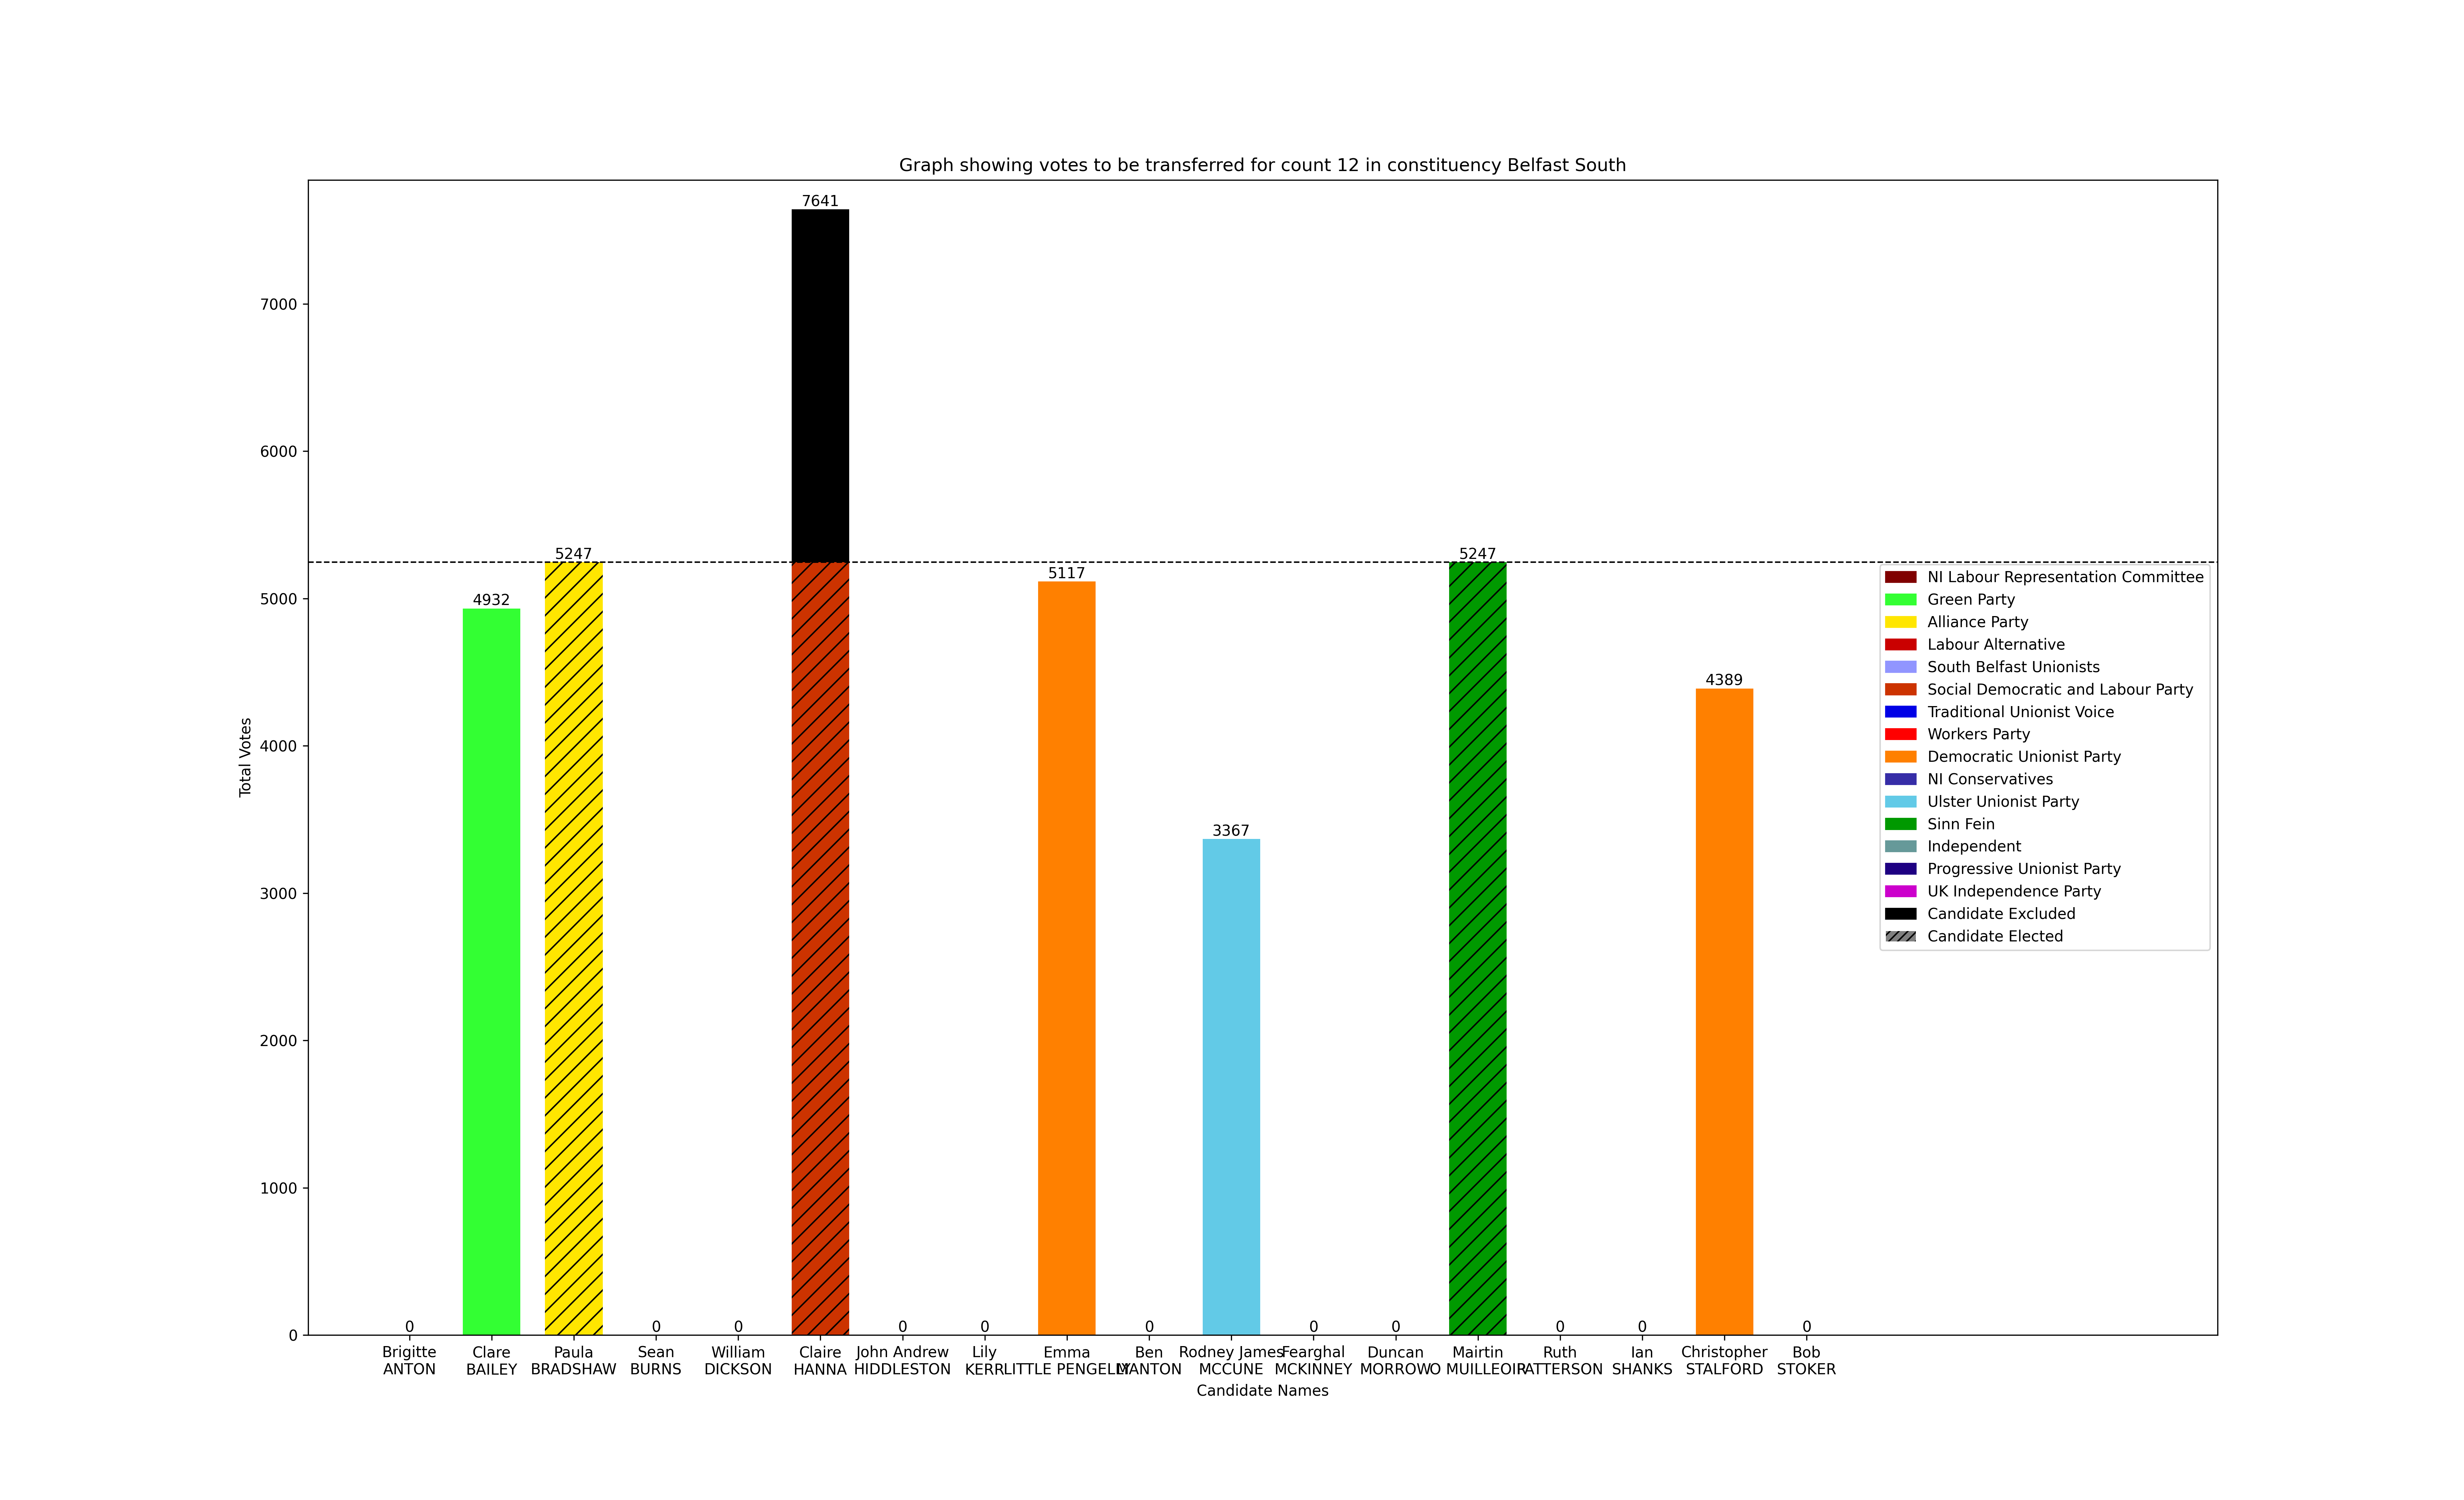 Graph showing votes to be transferred for count 12 in constituency Belfast South
7641
7000
6000
5247
5247
5117
5000
4932
4389
4000
3367
3000
2000
1000
0
0 0 0 0 0 0 0 0 0 0 0
Total Votes
NI Labour Representation Committee
Green Party
Alliance Party
Labour Alternative
South Belfast Unionists
Social Democratic and Labour Party
Traditional Unionist Voice
Workers Party
Democratic Unionist Party
NI Conservatives
Ulster Unionist Party
Sinn Fein
Independent
Progressive Unionist Party
UK Independence Party
Candidate Excluded
Candidate Elected
Brigitte
ANTON
Clare
BAILEY
Paula
BRADSHAW
Sean
BURNS
William
DICKSON
Claire
HANNA
John Andrew
HIDDLESTON
Lily
KERR
Emma
LITTLE PENGELLY
Ben
MANTON
Rodney James
MCCUNE
Fearghal
MCKINNEY
Duncan
MORROW
Mairtin
O MUILLEOIR
Ruth
PATTERSON
Ian
SHANKS
Christopher
STALFORD
Bob
STOKER
Candidate Names